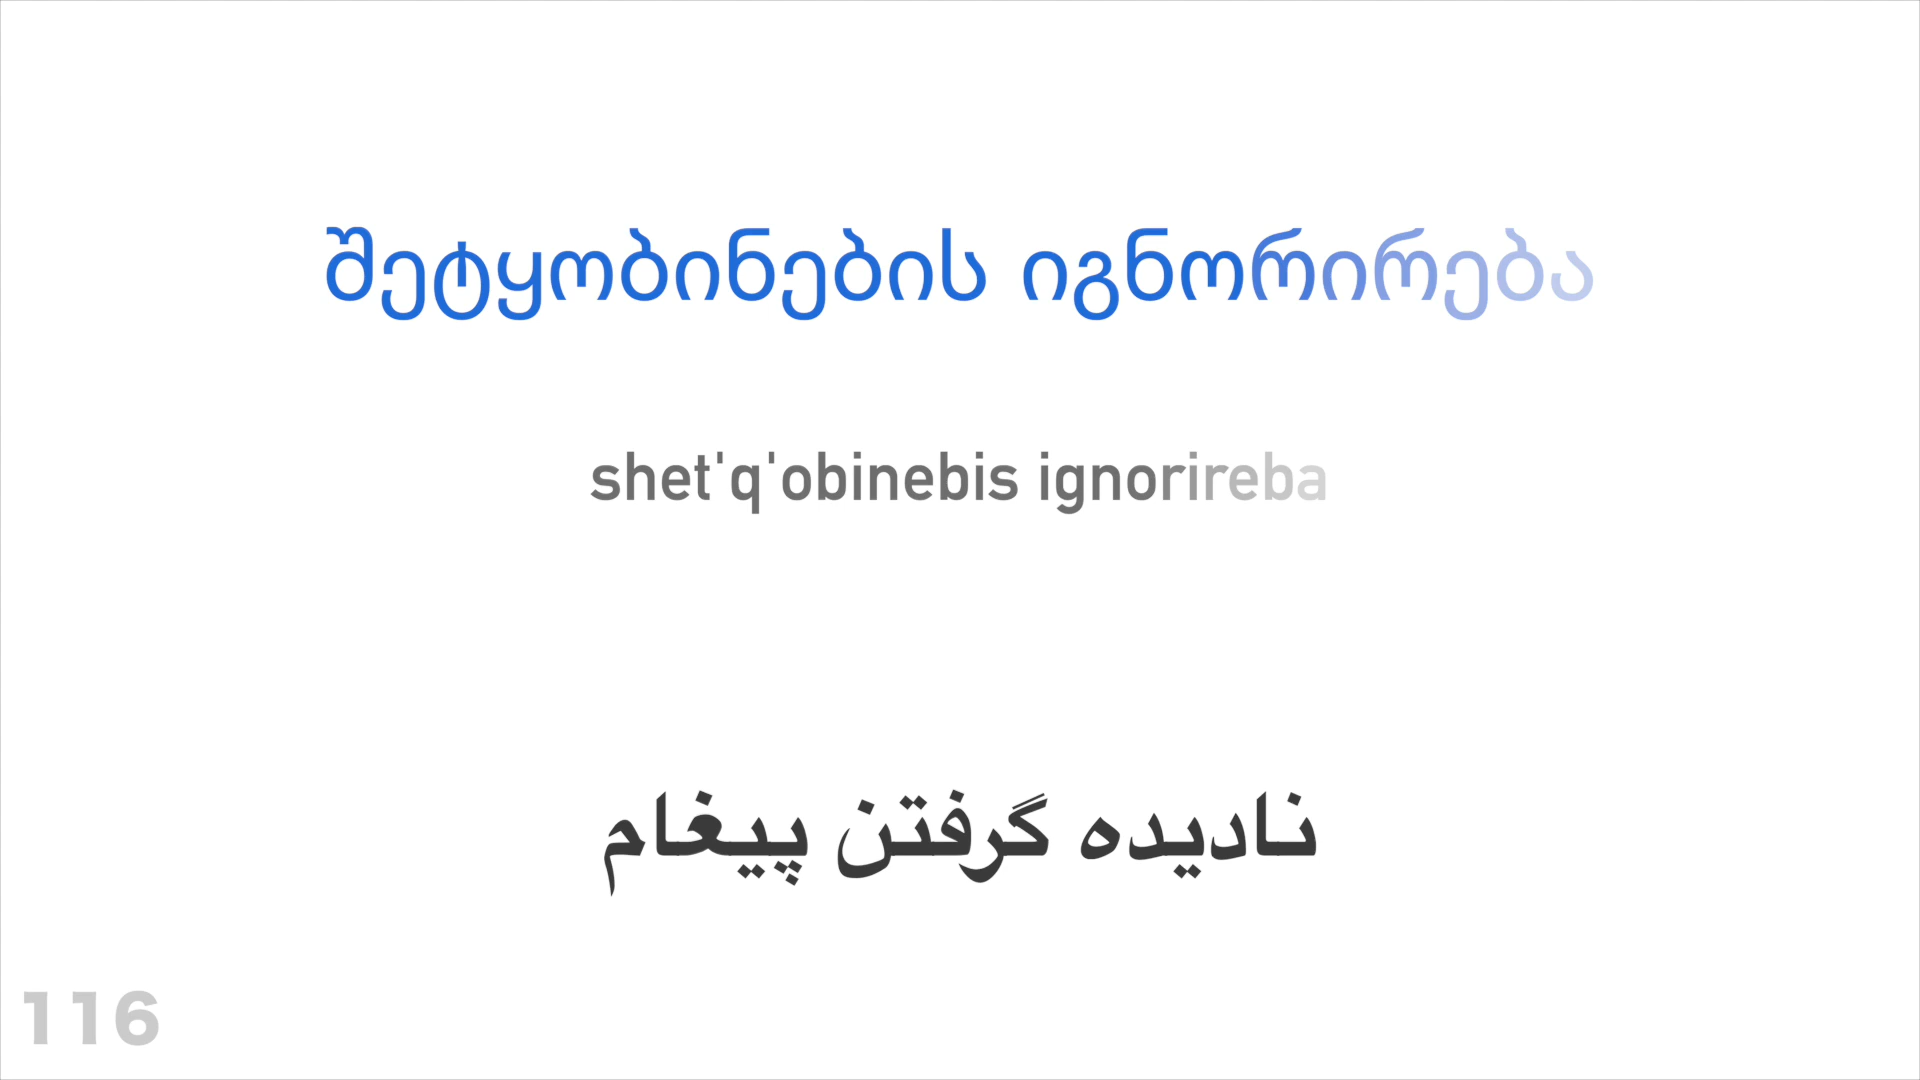 შეტყობინების იგნორირება
shet'q'obinebis ignorireba
نادیده گرفتن پیغام
116